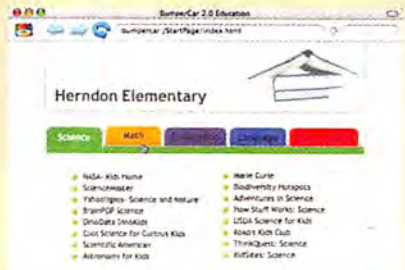 BumperCar 2.0 Education
bumpercar:/StartPage/index.html
Herndon Elementary
Science
Math
NASA- Kids Home
ScienceMaster
Yahooligans- Science and Nature
BrainPOP Science
DinoData DinoKids
Cool Science for Curious Kids
Scientific American
Astronomy for Kids
Marie Curie
Biodiversity Hotspots
Adventures in Science
How Stuff Works: Science
USDA Science for Kids
Koko's Kids Club
ThinkQuest: Science
KidSites: Science